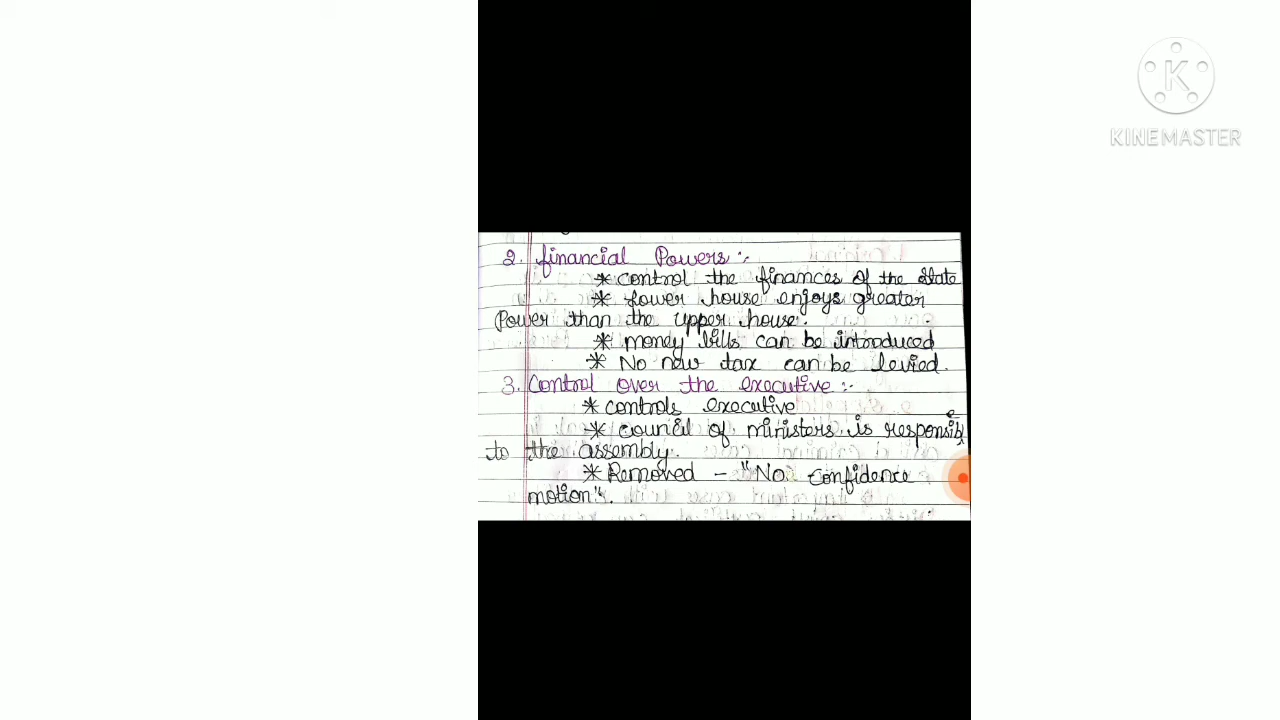 KINEMASTER
2. financial Powers :-
* control the finances of the State
* Lower house enjoys greater
Power than the upper house.
* money bills can be introduced
* No new tax can be levied.
3. Control over the executive :-
* controls executive
* council of ministers is responsible
to the assembly.
* Removed - "No confidence
motion".